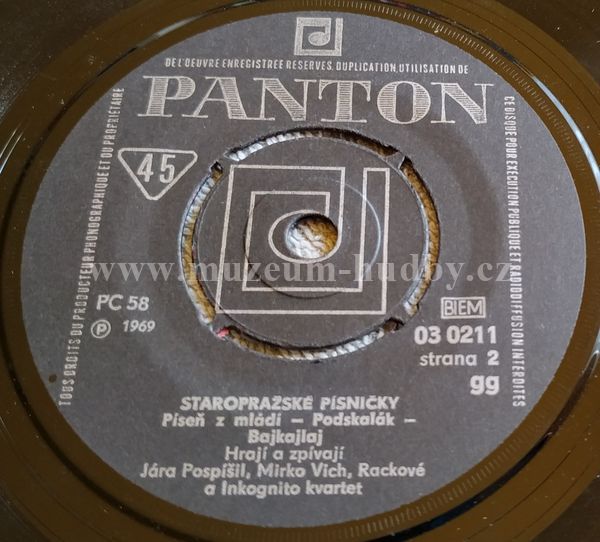 DE L'OEUVRE ENREGISTREE RESERVES, DUPLICATION, UTILISATION DE
PANTON
TOUS DROITS DU PRODUCTEUR PHONOGRAPHIQUE ET DU PROPRIÉTAIRE
CE DISQUE POUR EXECUTION PUBLIQUE ET RADIODIFFUSION INTERDITES
45
www.muzeum-hudby.cz
PC 58
℗ 1969
BIEM
03 0211
strana 2
gg
STAROPRAŽSKÉ PÍSNIČKY
Píseň z mládí – Podskalák –
Bajkajlaj
Hrají a zpívají
Jára Pospíšil, Mirko Vich, Rackové
a Inkognito kvartet